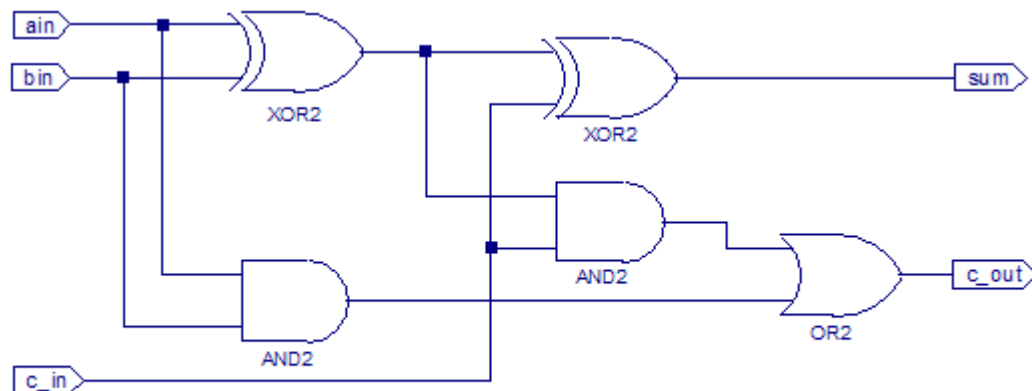 ain
bin
XOR2
XOR2
sum
AND2
AND2
c_out
OR2
c_in